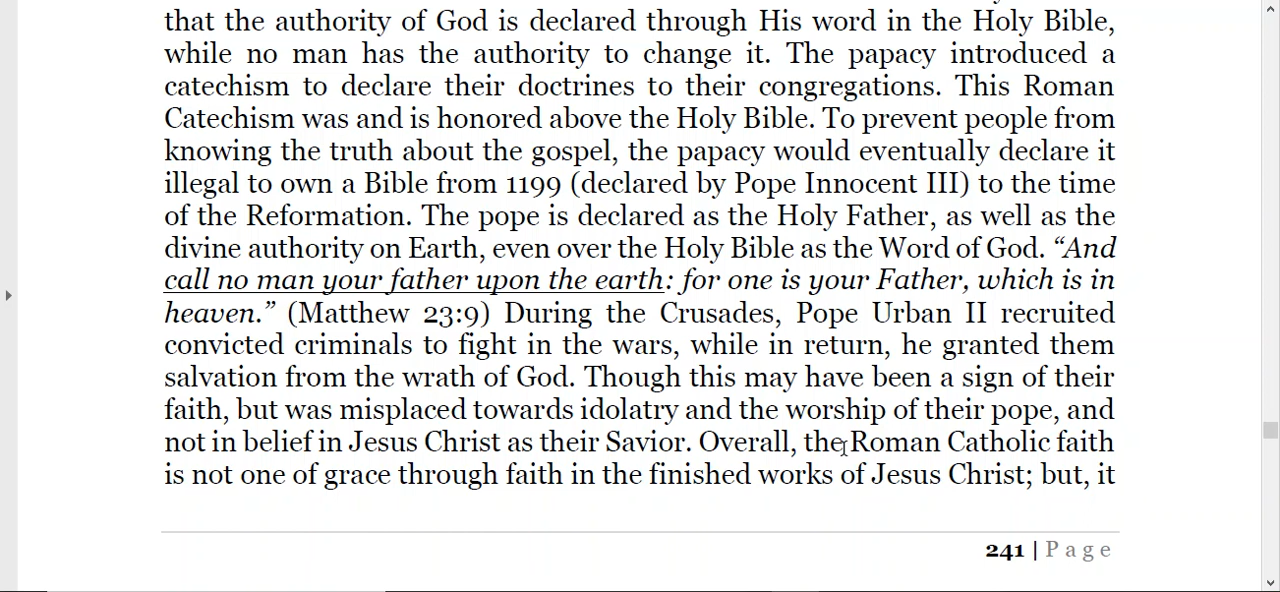 that the authority of God is declared through His word in the Holy Bible,
while no man has the authority to change it. The papacy introduced a
catechism to declare their doctrines to their congregations. This Roman
Catechism was and is honored above the Holy Bible. To prevent people from
knowing the truth about the gospel, the papacy would eventually declare it
illegal to own a Bible from 1199 (declared by Pope Innocent III) to the time
of the Reformation. The pope is declared as the Holy Father, as well as the
divine authority on Earth, even over the Holy Bible as the Word of God. “And
call no man your father upon the earth: for one is your Father, which is in
heaven.” (Matthew 23:9) During the Crusades, Pope Urban II recruited
convicted criminals to fight in the wars, while in return, he granted them
salvation from the wrath of God. Though this may have been a sign of their
faith, but was misplaced towards idolatry and the worship of their pope, and
not in belief in Jesus Christ as their Savior. Overall, the Roman Catholic faith
is not one of grace through faith in the finished works of Jesus Christ; but, it
241 | Page